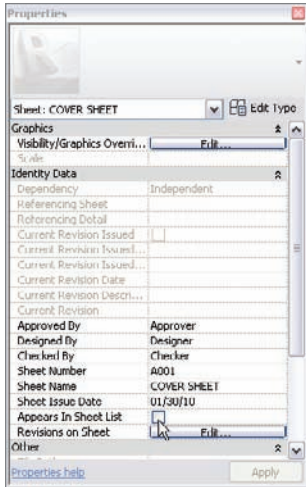 Properties
Sheet: COVER SHEET Edit Type
Graphics
Visibility/Graphics Overri... Edit...
Scale
Identity Data
Dependency Independent
Referencing Sheet
Referencing Detail
Current Revision Issued
Current Revision Issued...
Current Revision Issued...
Current Revision Date
Current Revision Descri...
Current Revision
Approved By Approver
Designed By Designer
Checked By Checker
Sheet Number A001
Sheet Name COVER SHEET
Sheet Issue Date 01/30/10
Appears In Sheet List
Revisions on Sheet Edit...
Other
Properties help Apply